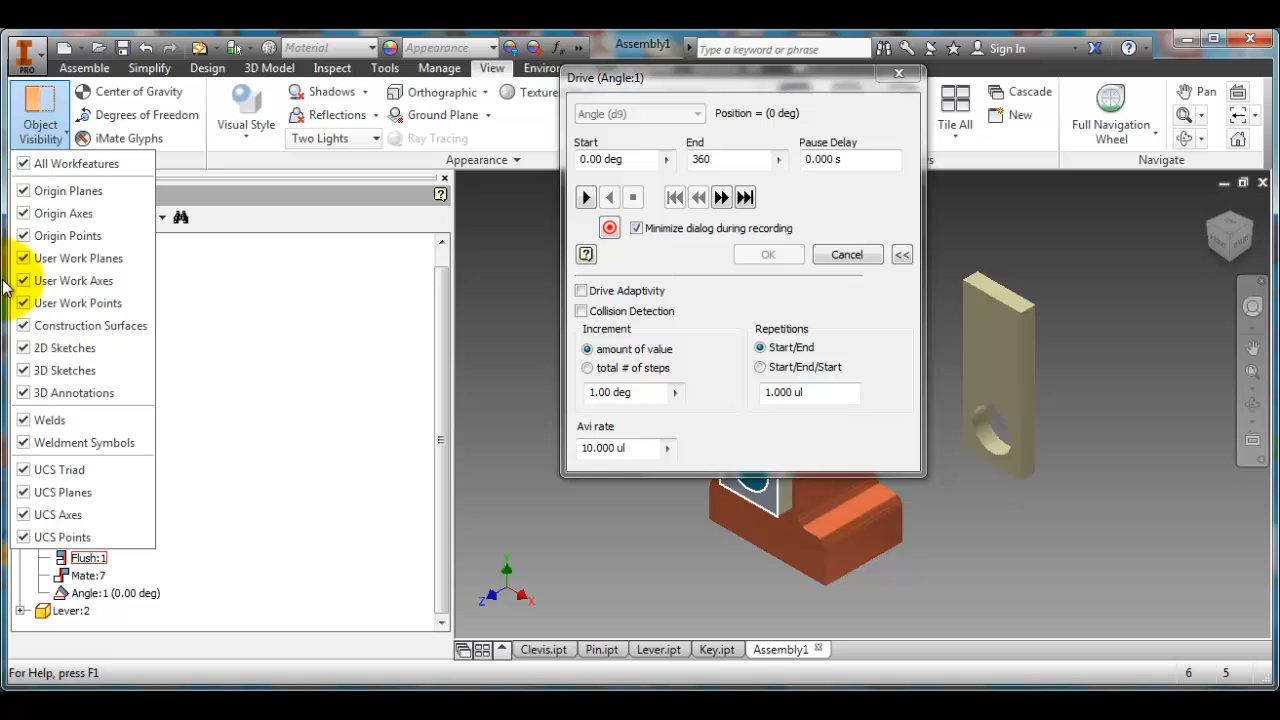 PRO
Material
Appearance
fx
Assembly1
Type a keyword or phrase
Sign In
Assemble
Simplify
Design
3D Model
Inspect
Tools
Manage
View
Environ
Object
Visibility
Center of Gravity
Degrees of Freedom
iMate Glyphs
Visual Style
Shadows
Reflections
Two Lights
Orthographic
Ground Plane
Ray Tracing
Texture
Appearance
Tile All
Cascade
New
Full Navigation
Wheel
Pan
Navigate
All Workfeatures
Origin Planes
Origin Axes
Origin Points
User Work Planes
User Work Axes
User Work Points
Construction Surfaces
2D Sketches
3D Sketches
3D Annotations
Welds
Weldment Symbols
UCS Triad
UCS Planes
UCS Axes
UCS Points
Flush:1
Mate:7
Angle:1 (0.00 deg)
Lever:2
Drive (Angle:1)
Angle (d9)
Position = (0 deg)
Start
End
Pause Delay
0.00 deg
360
0.000 s
Minimize dialog during recording
OK
Cancel
<<
Drive Adaptivity
Collision Detection
Increment
amount of value
total # of steps
1.00 deg
Repetitions
Start/End
Start/End/Start
1.000 ul
Avi rate
10.000 ul
Y
Z
X
Clevis.ipt
Pin.ipt
Lever.ipt
Key.ipt
Assembly1
For Help, press F1
6
5